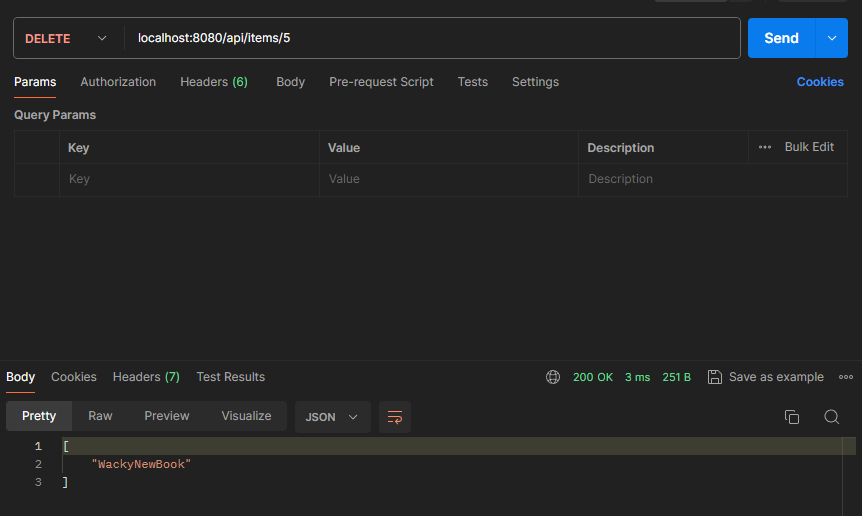 DELETE localhost:8080/api/items/5 Send
Params Authorization Headers (6) Body Pre-request Script Tests Settings Cookies
Query Params
Key Value Description ••• Bulk Edit
Key Value Description
Body Cookies Headers (7) Test Results 200 OK 3 ms 251 B Save as example
Pretty Raw Preview Visualize JSON
1 [
2 "WackyNewBook"
3 ]